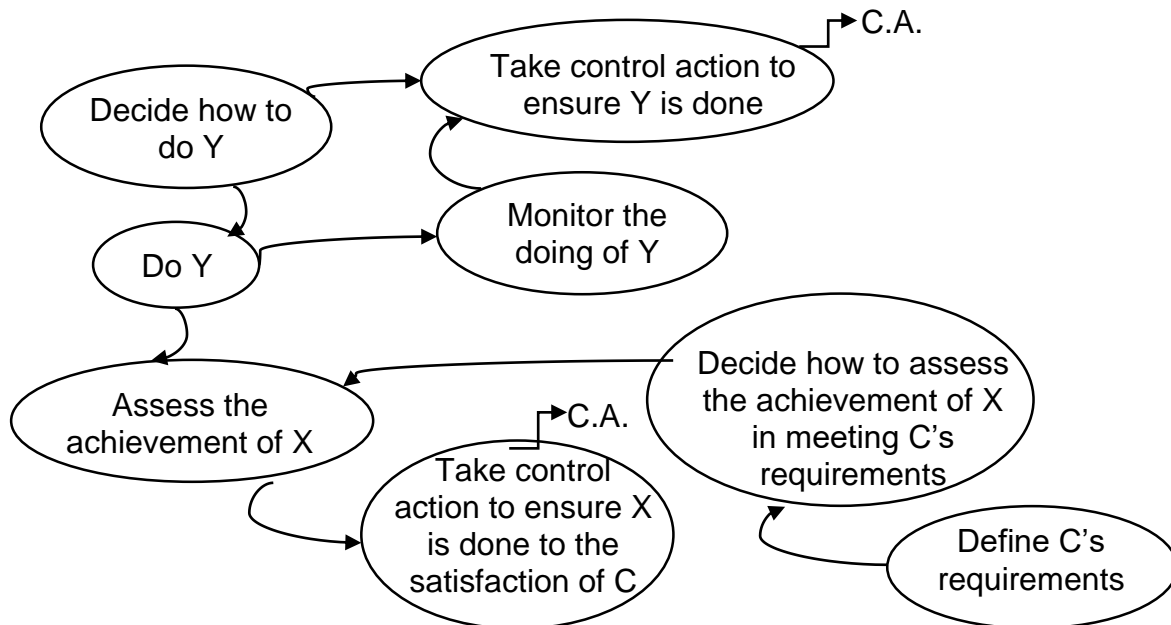 C.A.
Take control action to
ensure Y is done
Decide how to
do Y
Monitor the
doing of Y
Do Y
Decide how to assess
the achievement of X
in meeting C's
requirements
Assess the
achievement of X
C.A.
Take control
action to ensure X
is done to the
satisfaction of C
Define C's
requirements